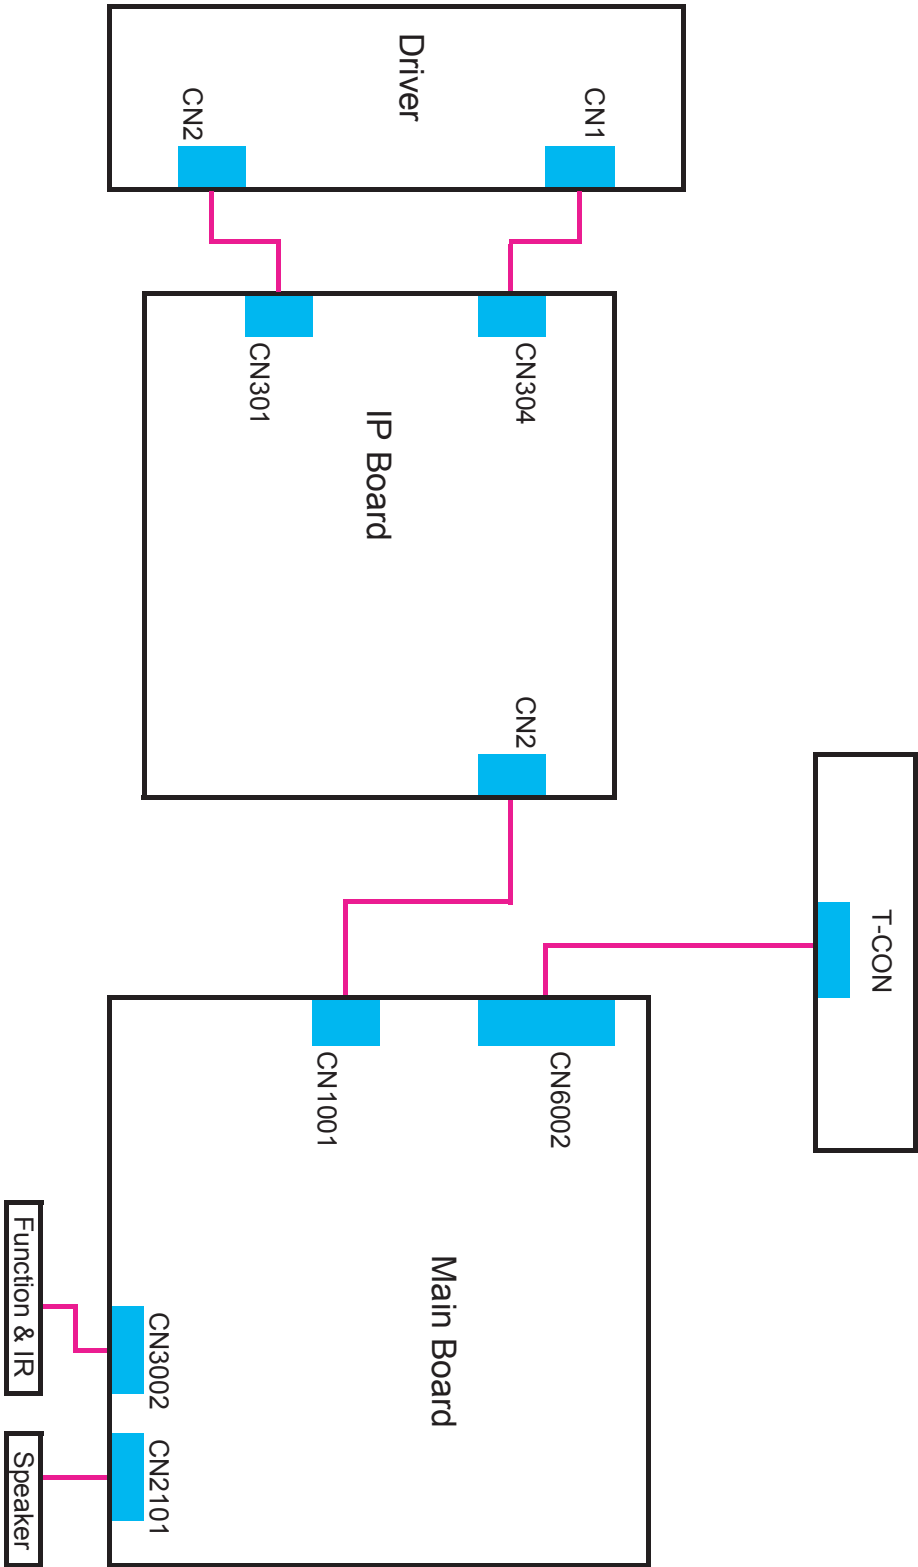 Driver
CN2
CN1
CN301
CN304
IP Board
CN2
T-CON
CN1001
CN6002
Main Board
Function & IR
CN3002
Speaker
CN2101